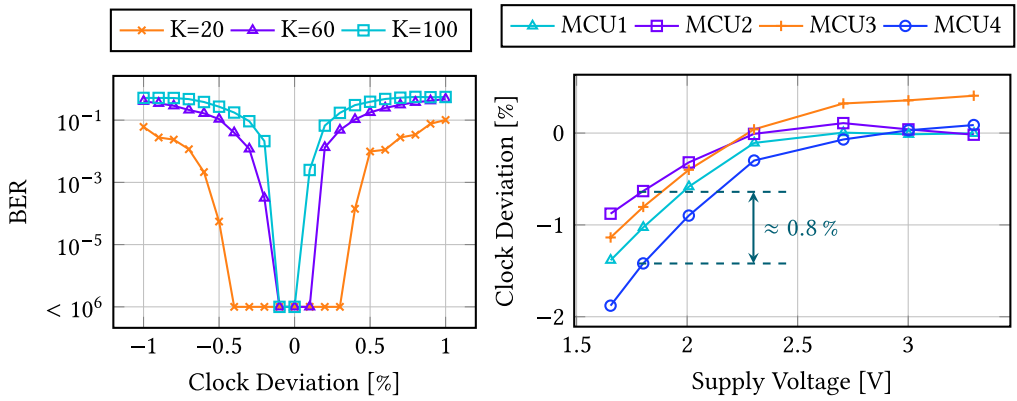 K=20 K=60 K=100
BER
10⁻¹
10⁻³
10⁻⁵
< 10⁶
−1 −0.5 0 0.5 1
Clock Deviation [%]
MCU1 MCU2 MCU3 MCU4
Clock Deviation [%]
0
−1
−2
≈ 0.8 %
1.5 2 2.5 3
Supply Voltage [V]